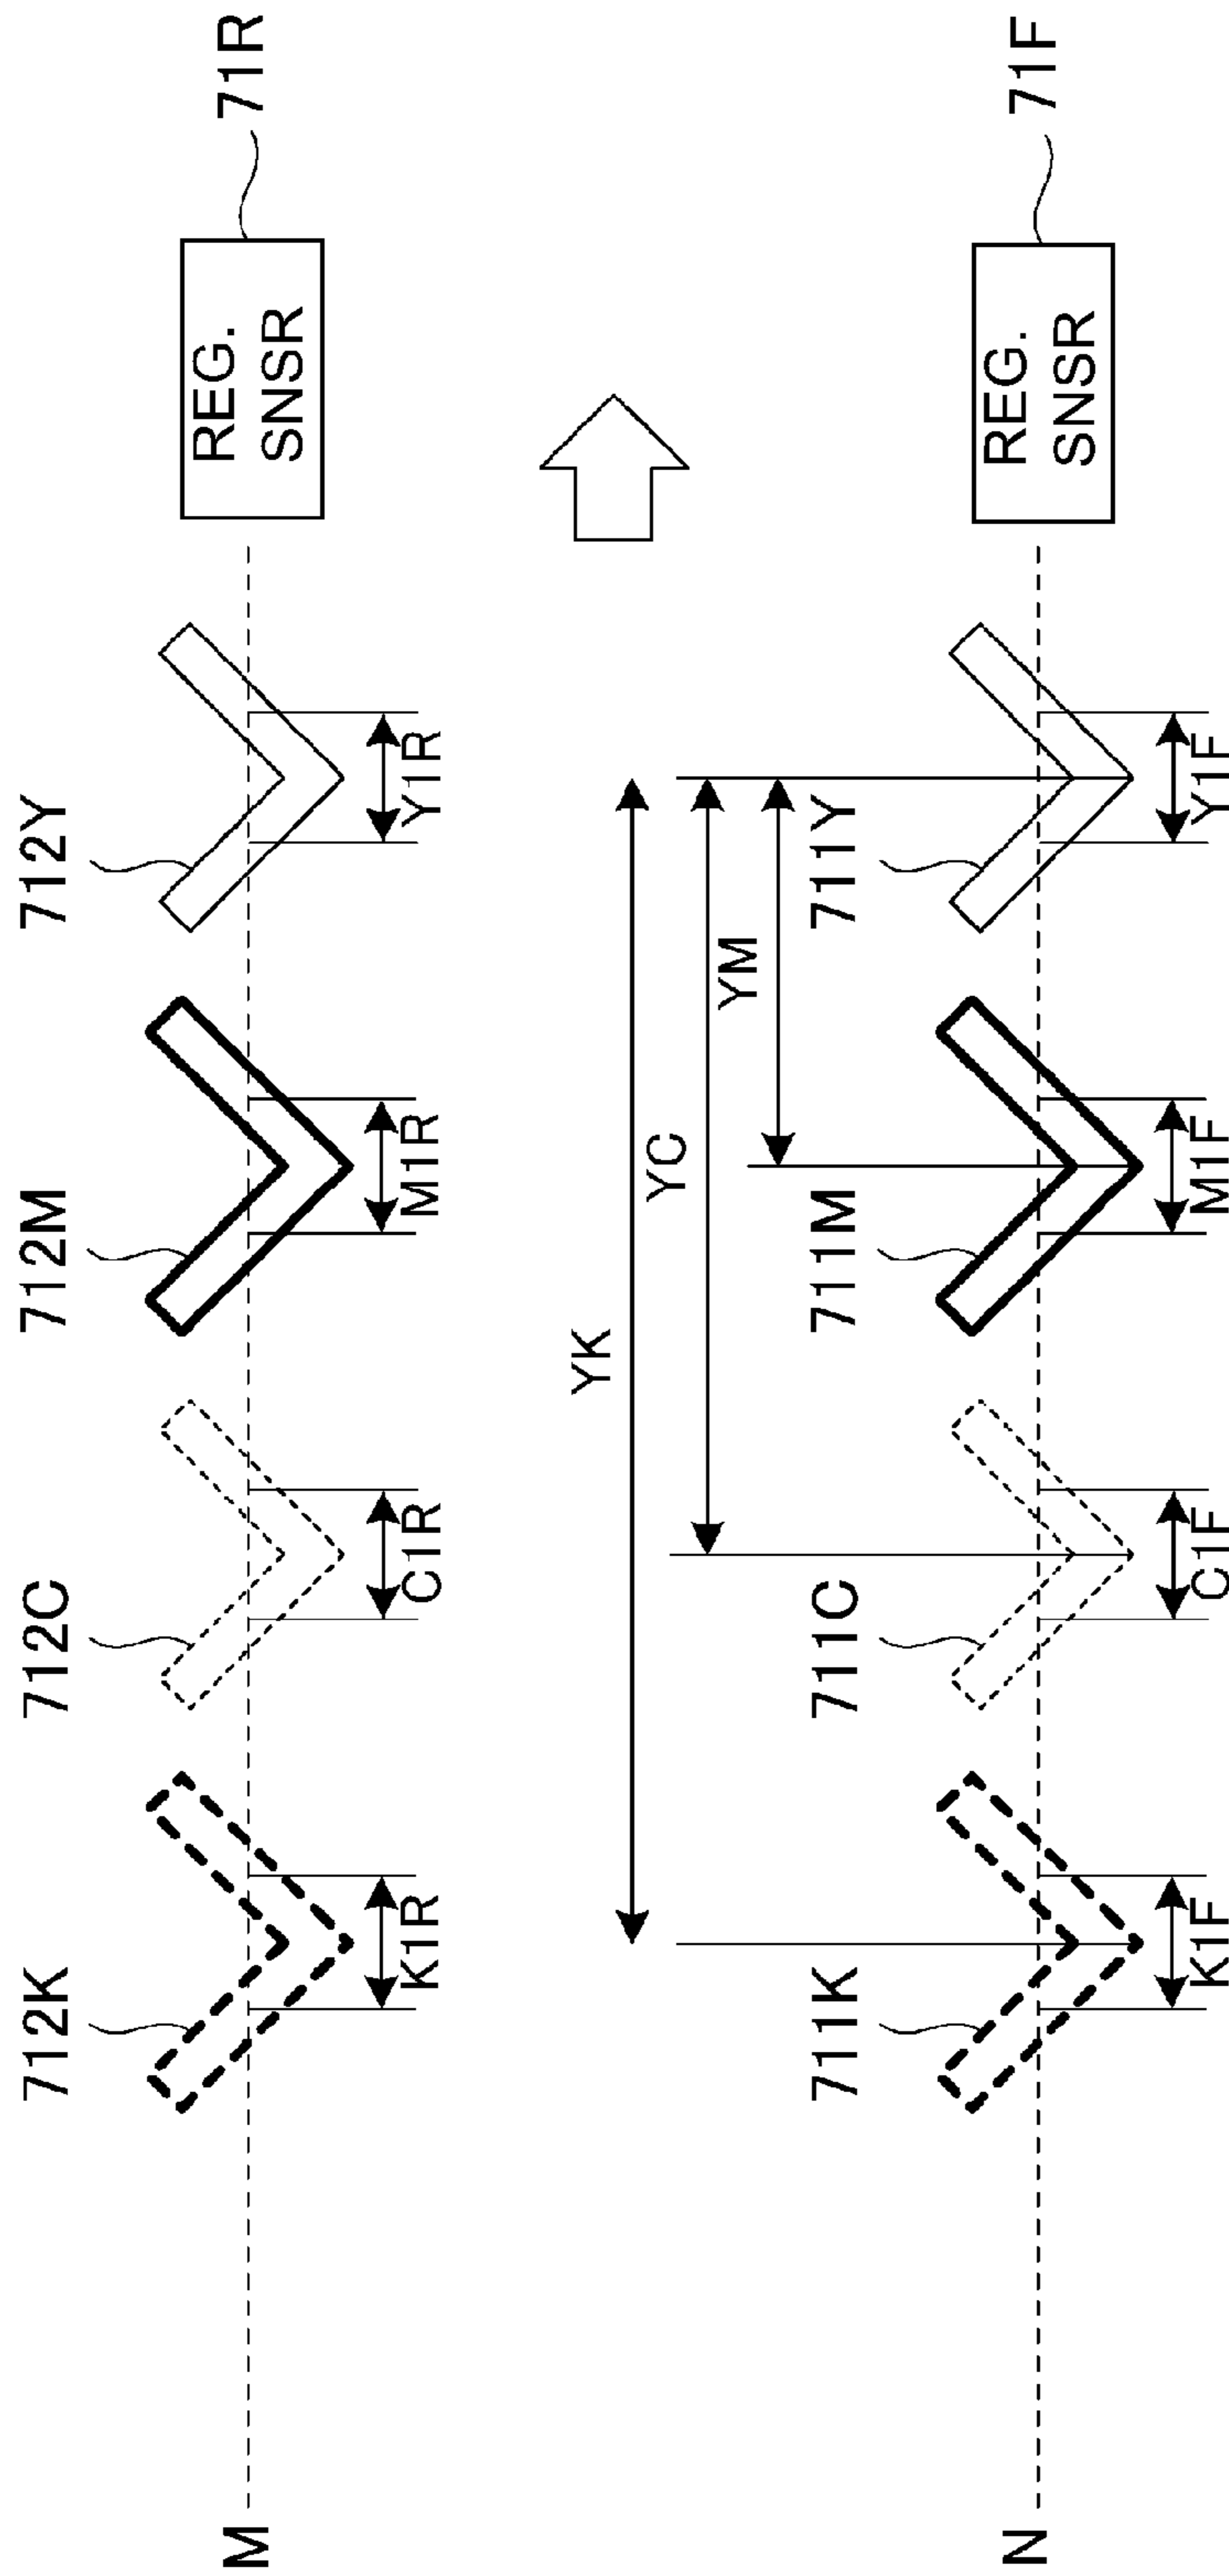 712K
712C
712M
712Y
71R
M
K1R
C1R
M1R
Y1R
REG.
SNSR
YK
YC
YM
711K
711C
711M
711Y
71F
N
K1F
C1F
M1F
Y1F
REG.
SNSR